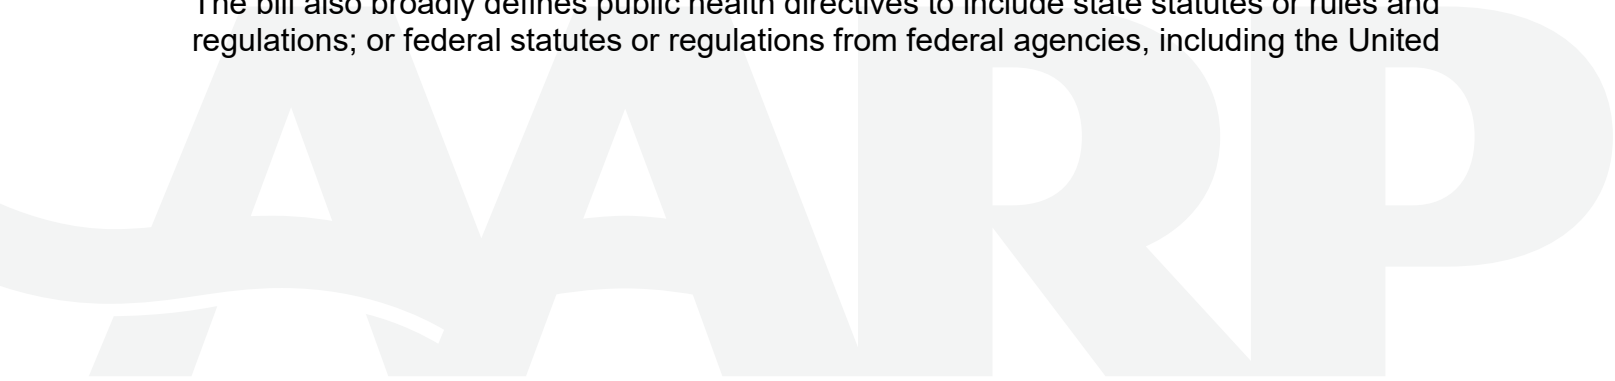 The bill also broadly defines public health directives to include state statutes or rules and
regulations; or federal statutes or regulations from federal agencies, including the United
AARP